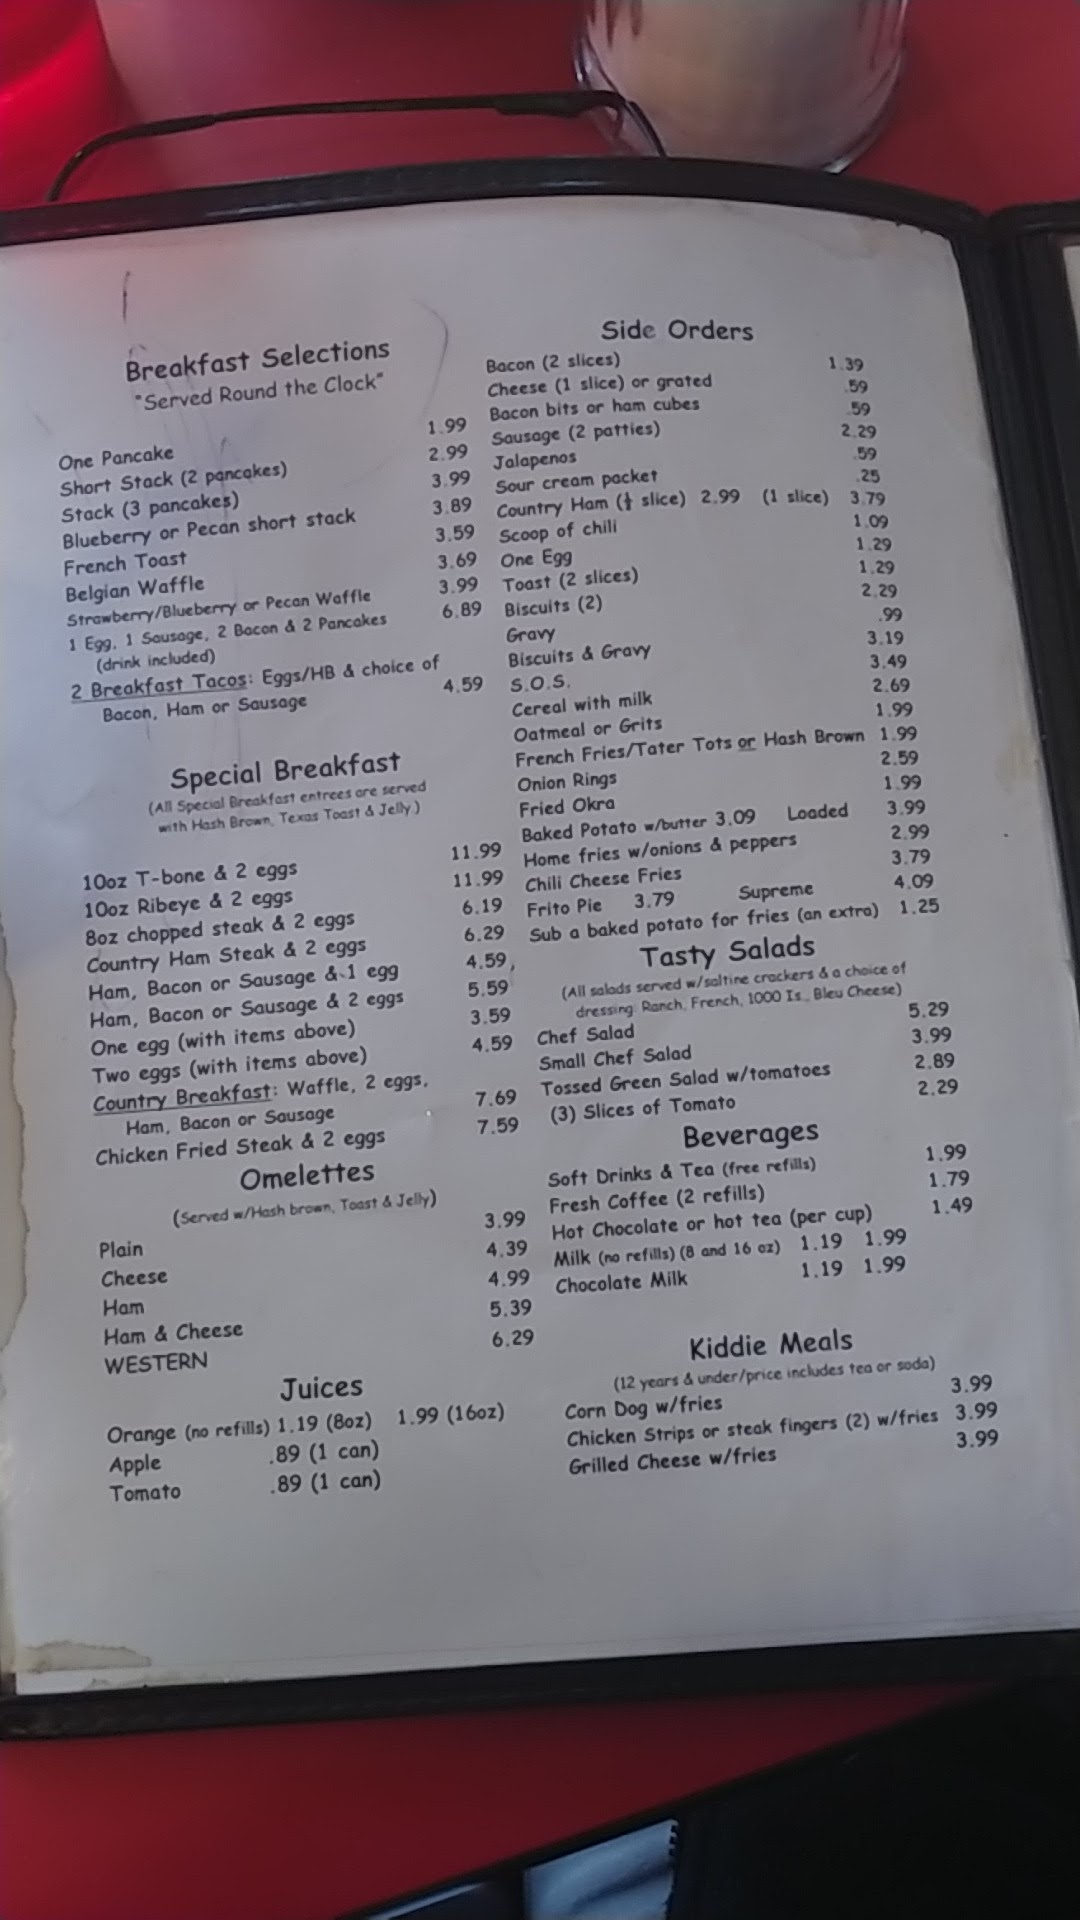 Breakfast Selections
"Served Round the Clock"
One Pancake 1.99
Short Stack (2 pancakes) 2.99
Stack (3 pancakes) 3.99
Blueberry or Pecan short stack 3.89
French Toast 3.59
Belgian Waffle 3.69
Strawberry/Blueberry or Pecan Waffle 3.99
1 Egg, 1 Sausage, 2 Bacon & 2 Pancakes 6.89
(drink included)
2 Breakfast Tacos: Eggs/HB & choice of
Bacon, Ham or Sausage 4.59
Special Breakfast
(All Special Breakfast entrees are served
with Hash Brown, Texas Toast & Jelly.)
10oz T-bone & 2 eggs 11.99
10oz Ribeye & 2 eggs 11.99
8oz chopped steak & 2 eggs 6.19
Country Ham Steak & 2 eggs 6.29
Ham, Bacon or Sausage & 1 egg 4.59
Ham, Bacon or Sausage & 2 eggs 5.59
One egg (with items above) 3.59
Two eggs (with items above) 4.59
Country Breakfast: Waffle, 2 eggs,
Ham, Bacon or Sausage 7.69
Chicken Fried Steak & 2 eggs 7.59
Omelettes
(Served w/Hash brown, Toast & Jelly)
Plain 3.99
Cheese 4.39
Ham 4.99
Ham & Cheese 5.39
WESTERN 6.29
Juices
Orange (no refills) 1.19 (8oz) 1.99 (16oz)
Apple .89 (1 can)
Tomato .89 (1 can)
Side Orders
Bacon (2 slices) 1.39
Cheese (1 slice) or grated .59
Bacon bits or ham cubes .59
Sausage (2 patties) 2.29
Jalapenos .59
Sour cream packet .25
Country Ham (½ slice) 2.99 (1 slice) 3.79
Scoop of chili 1.09
One Egg 1.29
Toast (2 slices) 1.29
Biscuits (2) 2.29
Gravy .99
Biscuits & Gravy 3.19
S.O.S. 3.49
Cereal with milk 2.69
Oatmeal or Grits 1.99
French Fries/Tater Tots or Hash Brown 1.99
Onion Rings 2.59
Fried Okra 1.99
Baked Potato w/butter 3.09 Loaded 3.99
Home fries w/onions & peppers 2.99
Chili Cheese Fries 3.79
Frito Pie 3.79 Supreme 4.09
Sub a baked potato for fries (an extra) 1.25
Tasty Salads
(All salads served w/saltine crackers & a choice of
dressing: Ranch, French, 1000 Is., Bleu Cheese)
Chef Salad 5.29
Small Chef Salad 3.99
Tossed Green Salad w/tomatoes 2.89
(3) Slices of Tomato 2.29
Beverages
Soft Drinks & Tea (free refills) 1.99
Fresh Coffee (2 refills) 1.79
Hot Chocolate or hot tea (per cup) 1.49
Milk (no refills) (8 and 16 oz) 1.19 1.99
Chocolate Milk 1.19 1.99
Kiddie Meals
(12 years & under/price includes tea or soda)
Corn Dog w/fries 3.99
Chicken Strips or steak fingers (2) w/fries 3.99
Grilled Cheese w/fries 3.99